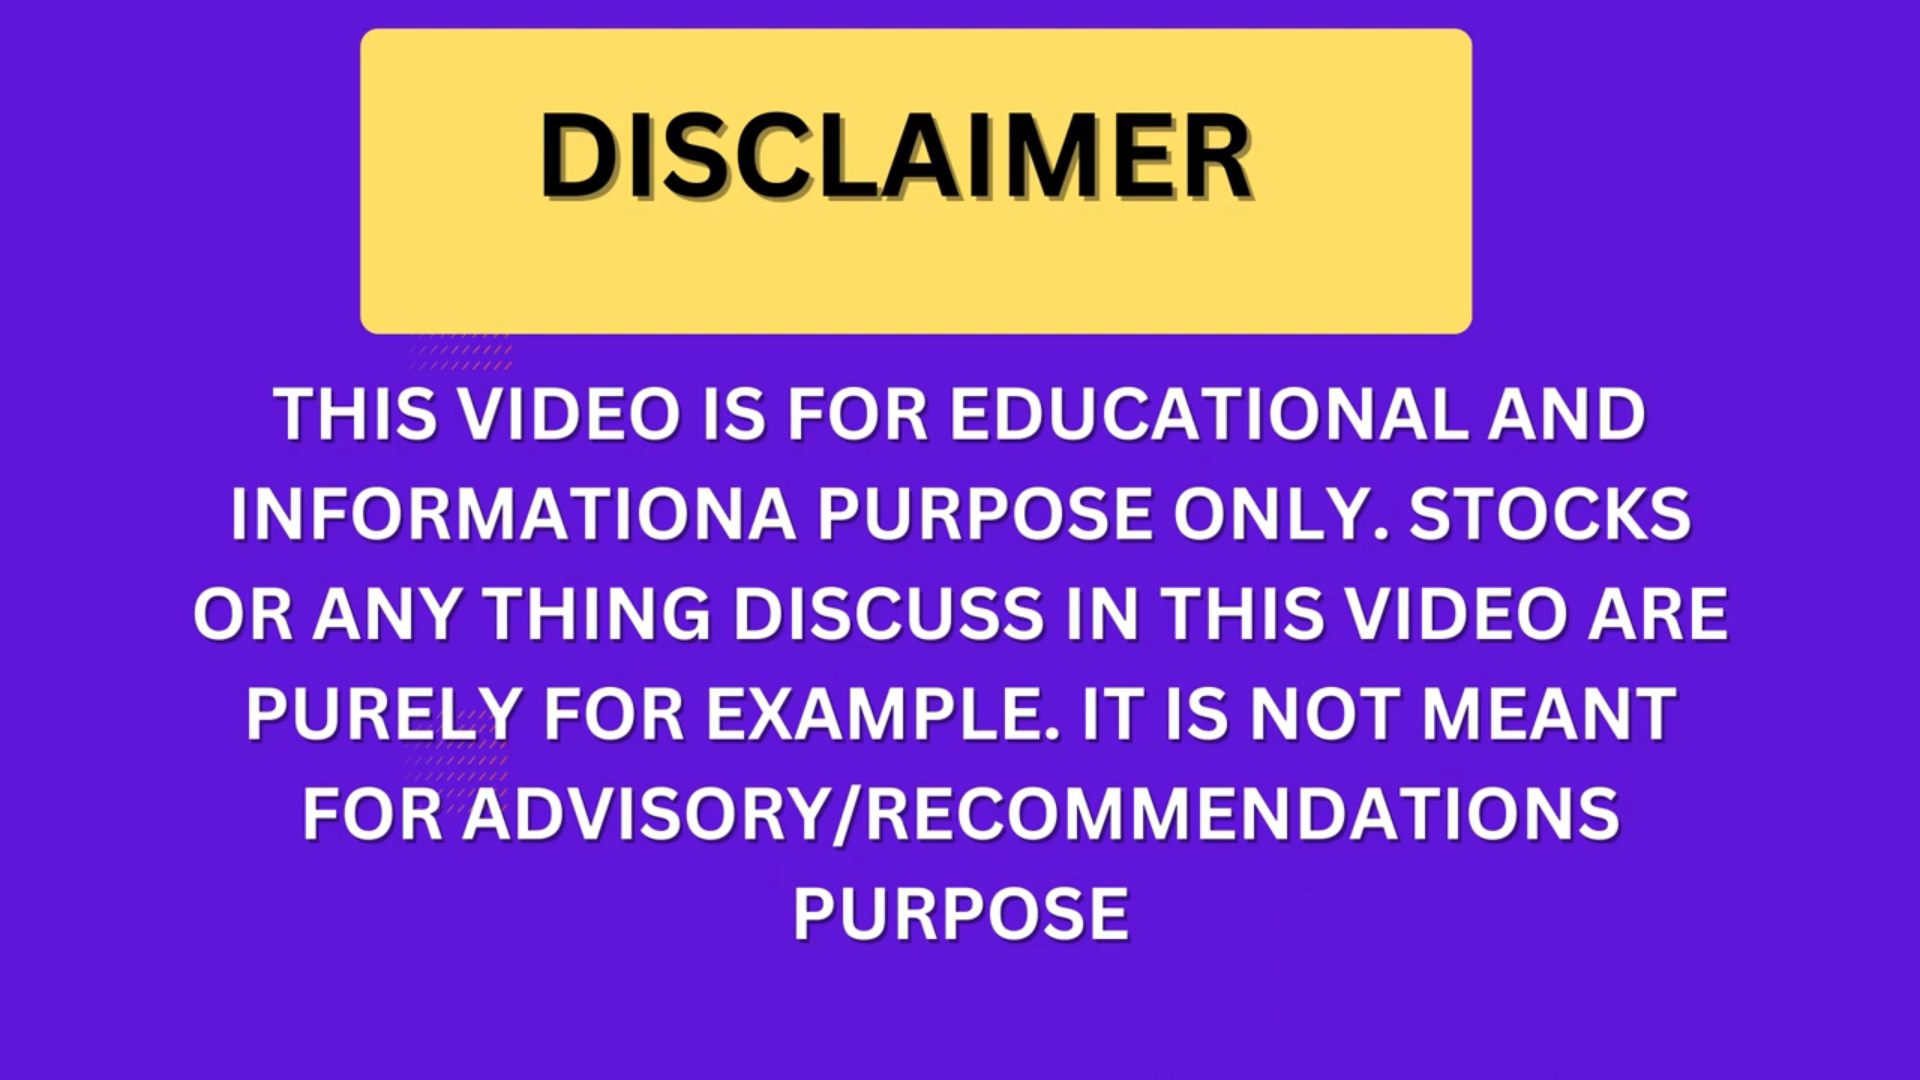 DISCLAIMER
THIS VIDEO IS FOR EDUCATIONAL AND
INFORMATIONA PURPOSE ONLY. STOCKS
OR ANY THING DISCUSS IN THIS VIDEO ARE
PURELY FOR EXAMPLE. IT IS NOT MEANT
FOR ADVISORY/RECOMMENDATIONS
PURPOSE